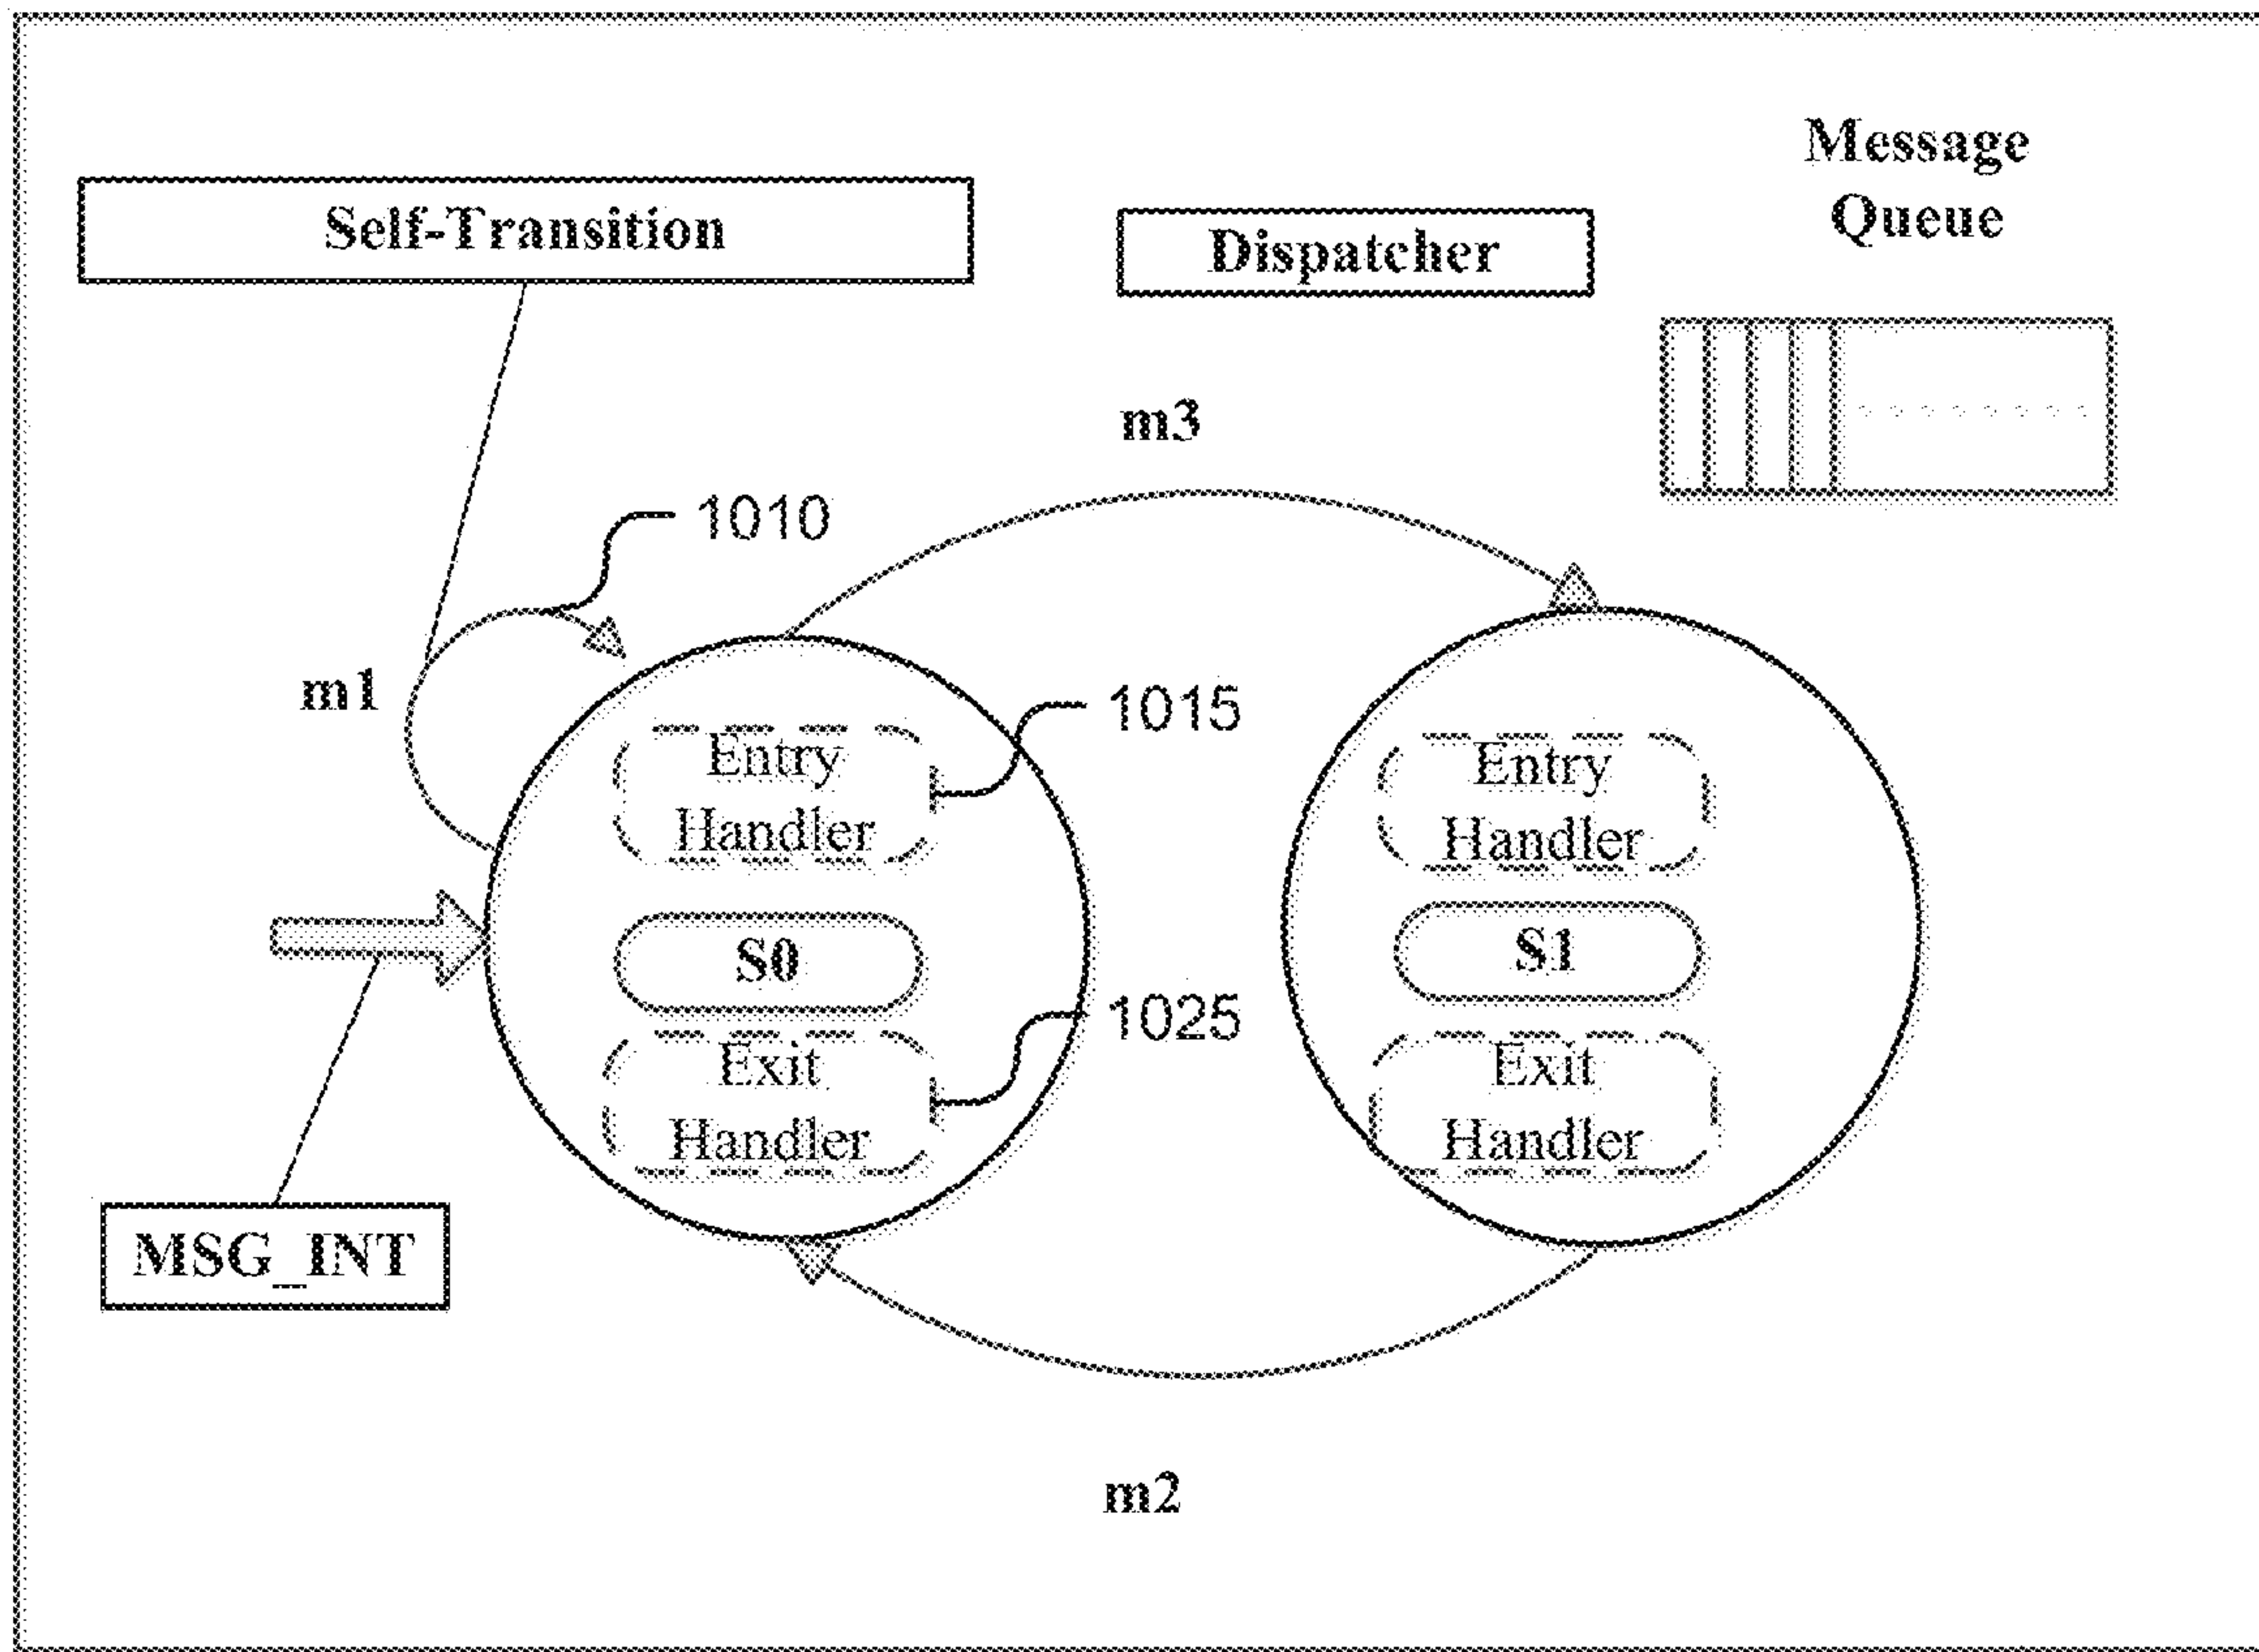 Message
Queue
Self-Transition
Dispatcher
m3
1010
m1
1015
Entry
Handler
Entry
Handler
S0
S1
1025
Exit
Handler
Exit
Handler
MSG_INT
m2